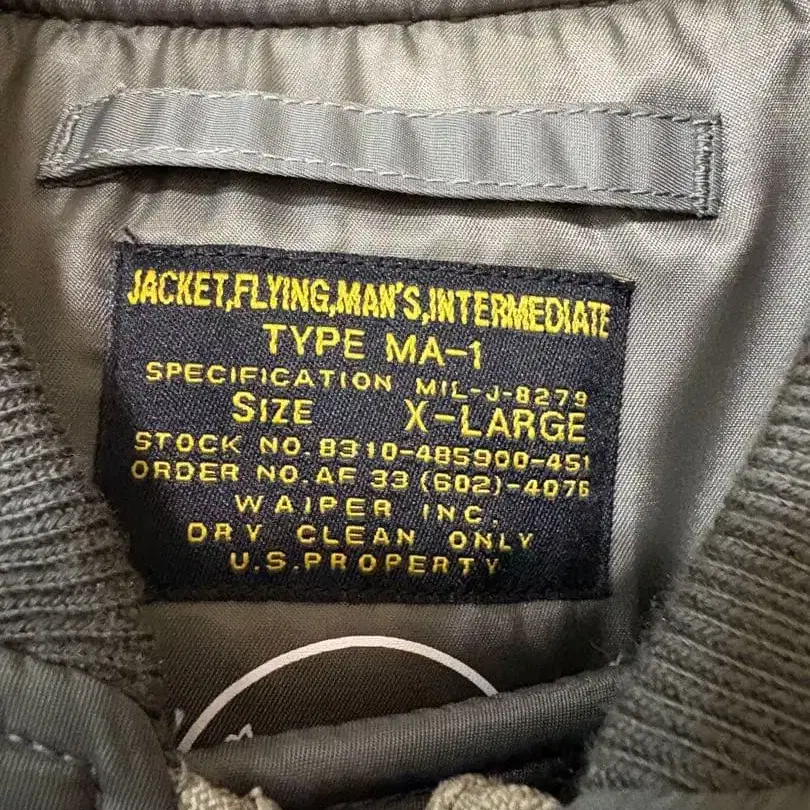 JACKET,FLYING,MAN'S,INTERMEDIATE
TYPE MA-1
SPECIFICATION MIL-J-8279
SIZE X-LARGE
STOCK NO.8310-485900-451
ORDER NO.AF 33 (602)-4076
WAIPER INC.
DRY CLEAN ONLY
U.S.PROPERTY